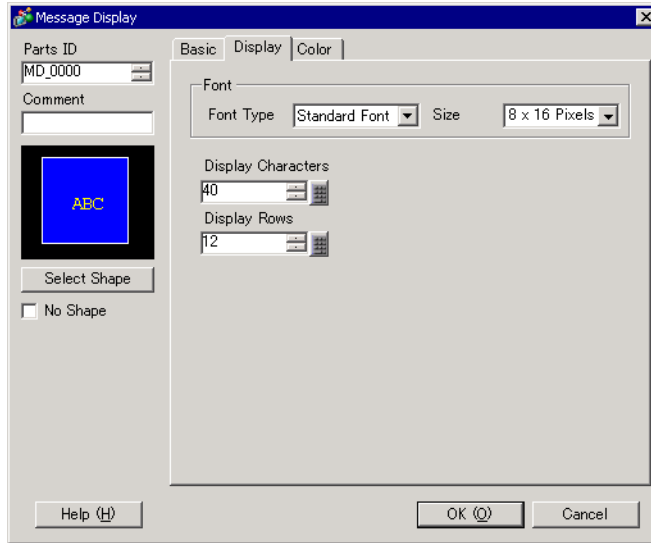 Message Display
Parts ID
MD_0000
Comment
ABC
Select Shape
No Shape
Help (H)
Basic Display Color
Font
Font Type Standard Font Size 8 x 16 Pixels
Display Characters
40
Display Rows
12
OK (O) Cancel